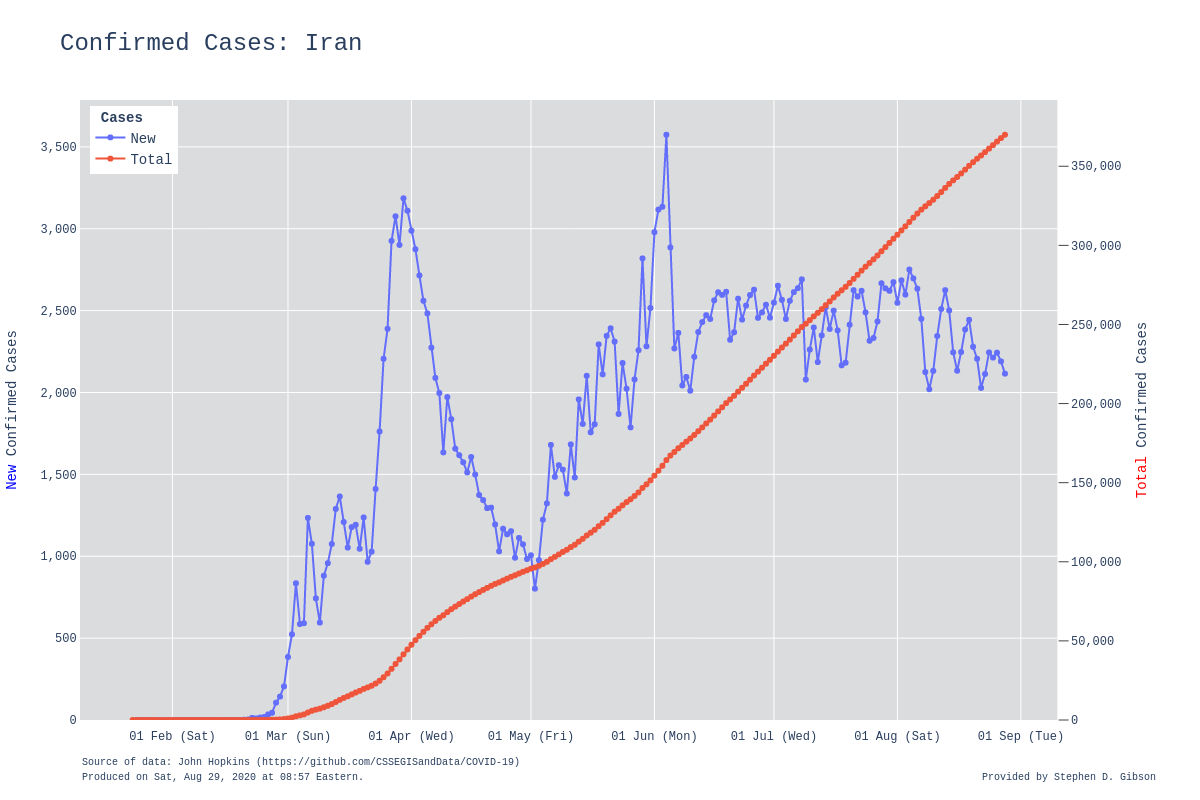 Confirmed Cases: Iran
Cases
New
Total
3,500
3,000
2,500
2,000
1,500
1,000
500
0
New Confirmed Cases
350,000
300,000
250,000
200,000
150,000
100,000
50,000
0
Total Confirmed Cases
01 Feb (Sat) 01 Mar (Sun) 01 Apr (Wed) 01 May (Fri) 01 Jun (Mon) 01 Jul (Wed) 01 Aug (Sat) 01 Sep (Tue)
Source of data: John Hopkins (https://github.com/CSSEGISandData/COVID-19)
Produced on Sat, Aug 29, 2020 at 08:57 Eastern.
Provided by Stephen D. Gibson